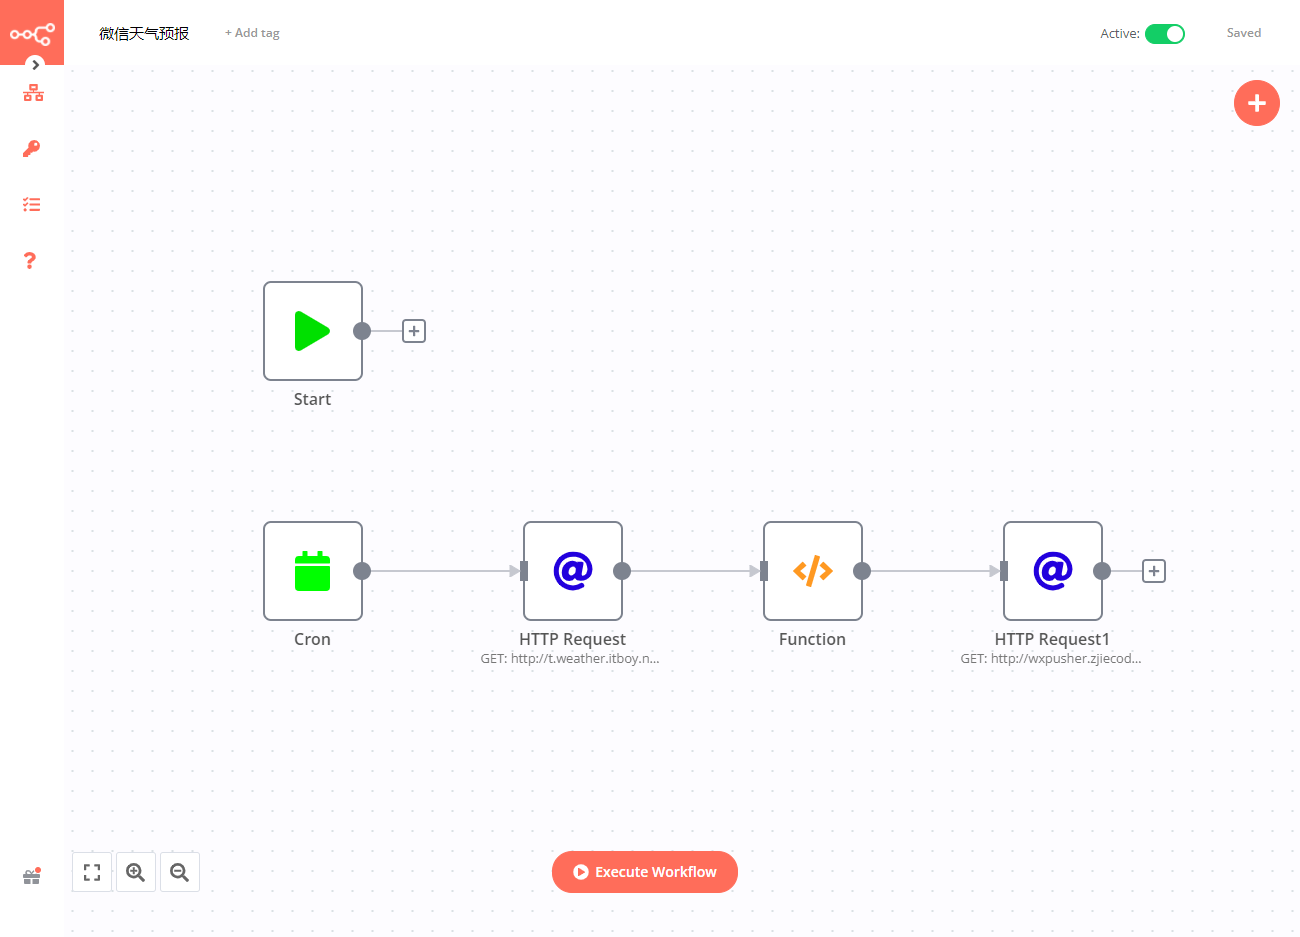 微信天气预报
+ Add tag
Active:
Saved
Start
Cron
HTTP Request
GET: http://t.weather.itboy.n...
Function
HTTP Request1
GET: http://wxpusher.zjiecod...
Execute Workflow